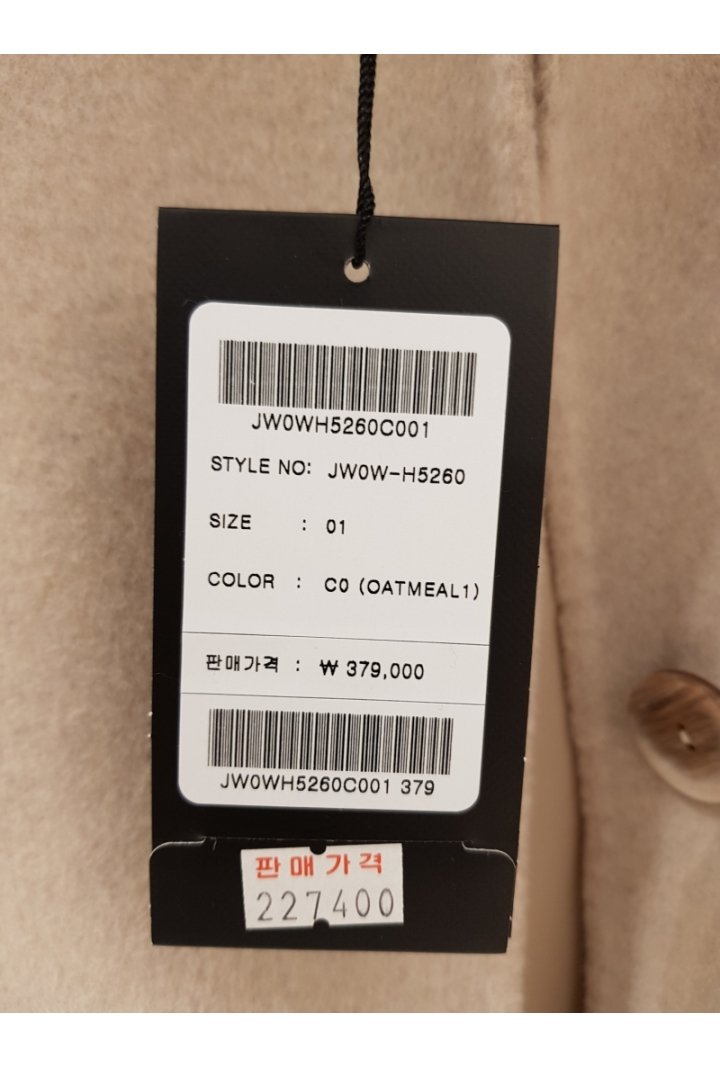 JW0WH5260C001
STYLE NO: JW0W-H5260
SIZE : 01
COLOR : C0 (OATMEAL1)
판매가격 : ₩ 379,000
JW0WH5260C001 379
판매가격
227400